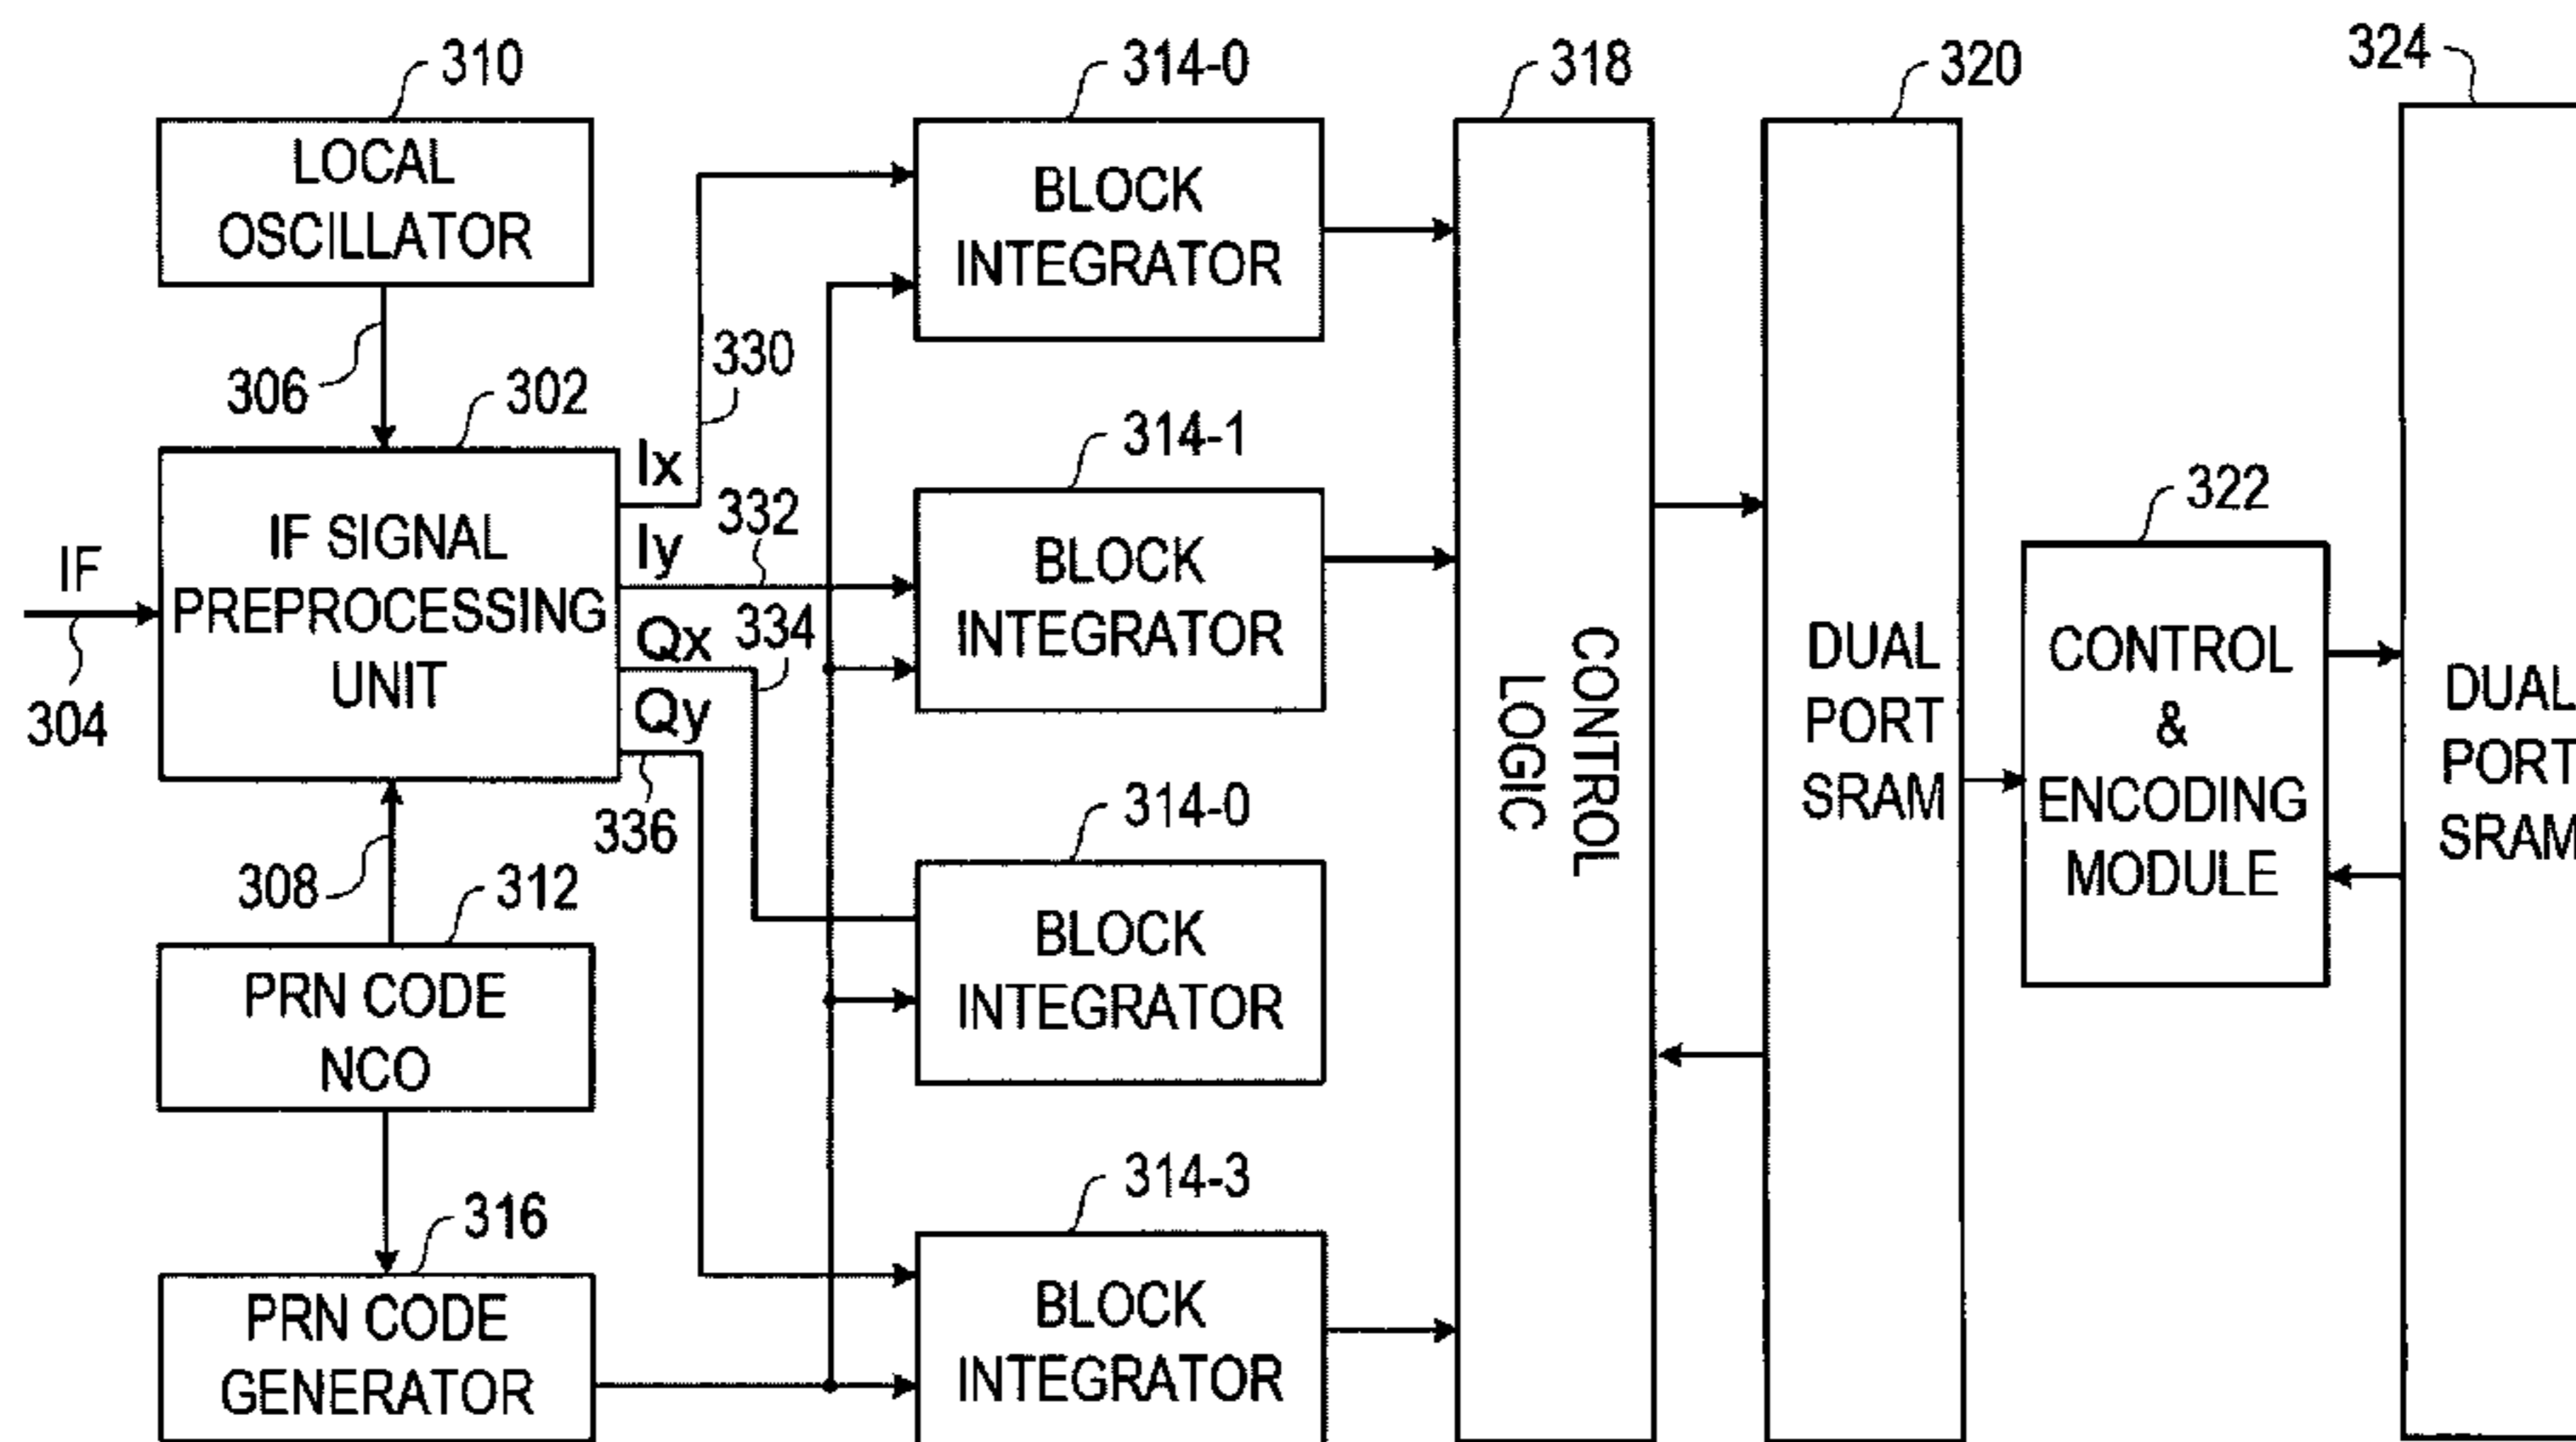 310
LOCAL
OSCILLATOR
306
302
IF
304
IF SIGNAL
PREPROCESSING
UNIT
Ix
330
Iy
332
Qx
334
Qy
336
308
312
PRN CODE
NCO
316
PRN CODE
GENERATOR
314-0
BLOCK
INTEGRATOR
314-1
BLOCK
INTEGRATOR
314-0
BLOCK
INTEGRATOR
314-3
BLOCK
INTEGRATOR
318
CONTROL
LOGIC
320
DUAL
PORT
SRAM
322
CONTROL
&
ENCODING
MODULE
324
DUAL
PORT
SRAM